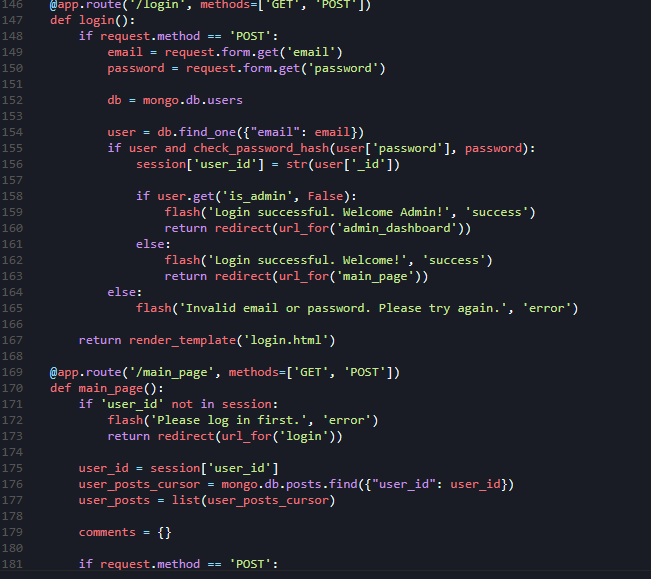 146 @app.route('/login', methods=['GET', 'POST'])
147 def login():
148     if request.method == 'POST':
149         email = request.form.get('email')
150         password = request.form.get('password')
151
152         db = mongo.db.users
153
154         user = db.find_one({"email": email})
155         if user and check_password_hash(user['password'], password):
156             session['user_id'] = str(user['_id'])
157
158             if user.get('is_admin', False):
159                 flash('Login successful. Welcome Admin!', 'success')
160                 return redirect(url_for('admin_dashboard'))
161             else:
162                 flash('Login successful. Welcome!', 'success')
163                 return redirect(url_for('main_page'))
164         else:
165             flash('Invalid email or password. Please try again.', 'error')
166
167     return render_template('login.html')
168
169 @app.route('/main_page', methods=['GET', 'POST'])
170 def main_page():
171     if 'user_id' not in session:
172         flash('Please log in first.', 'error')
173         return redirect(url_for('login'))
174
175     user_id = session['user_id']
176     user_posts_cursor = mongo.db.posts.find({"user_id": user_id})
177     user_posts = list(user_posts_cursor)
178
179     comments = {}
180
181     if request.method == 'POST':